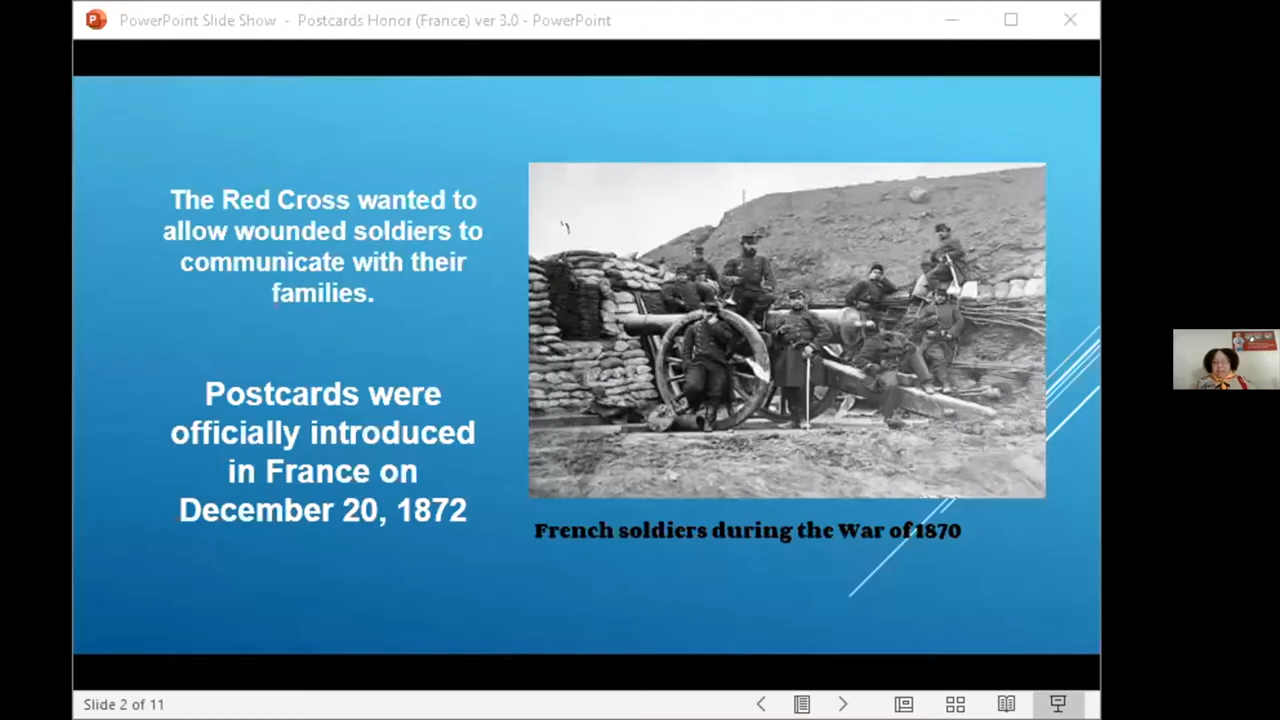 PowerPoint Slide Show - Postcards Honor (France) ver 3.0 - PowerPoint
The Red Cross wanted to
allow wounded soldiers to
communicate with their
families.
Postcards were
officially introduced
in France on
December 20, 1872
French soldiers during the War of 1870
Slide 2 of 11